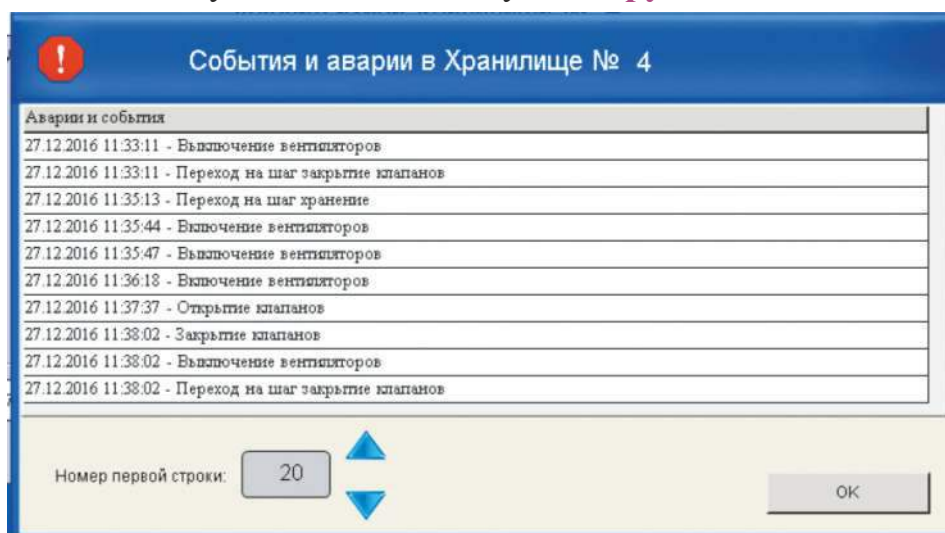 !
События и аварии в Хранилище № 4
Аварии и события
27.12.2016 11:33:11 - Выключение вентиляторов
27.12.2016 11:33:11 - Переход на шаг закрытие клапанов
27.12.2016 11:35:13 - Переход на шаг хранение
27.12.2016 11:35:44 - Включение вентиляторов
27.12.2016 11:35:47 - Выключение вентиляторов
27.12.2016 11:36:18 - Включение вентиляторов
27.12.2016 11:37:37 - Открытие клапанов
27.12.2016 11:38:02 - Закрытие клапанов
27.12.2016 11:38:02 - Выключение вентиляторов
27.12.2016 11:38:02 - Переход на шаг закрытие клапанов
Номер первой строки: 20
OK